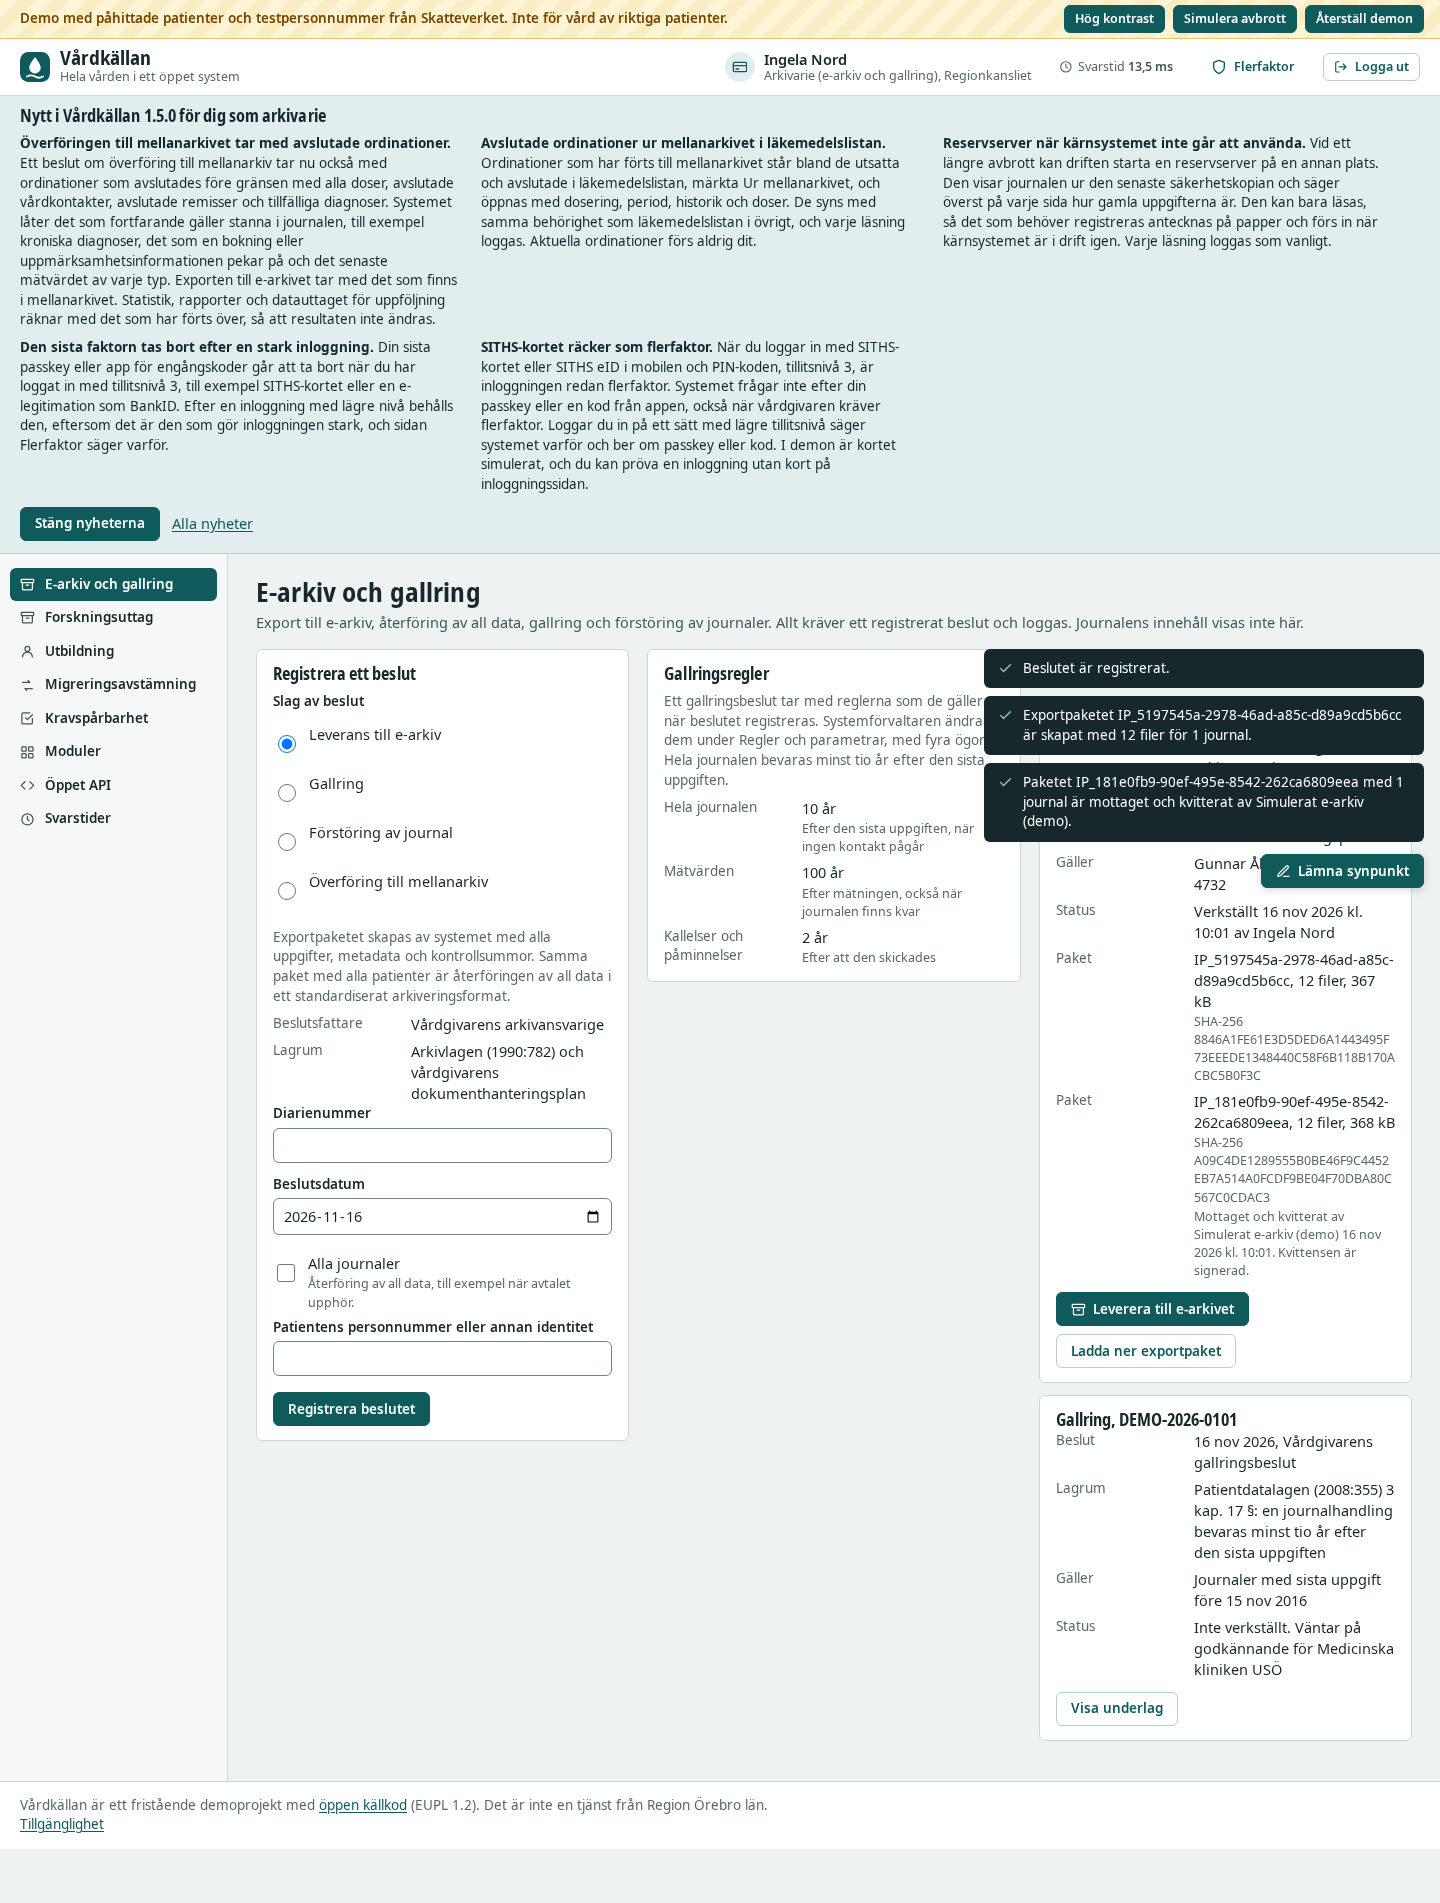 Demo med påhittade patienter och testpersonnummer från Skatteverket. Inte för vård av riktiga patienter.
Hög kontrast
Simulera avbrott
Återställ demon
Vårdkällan
Hela vården i ett öppet system
Ingela Nord
Arkivarie (e-arkiv och gallring), Regionkansliet
Svarstid 13,5 ms
Flerfaktor
Logga ut
Nytt i Vårdkällan 1.5.0 för dig som arkivarie
Överföringen till mellanarkivet tar med avslutade ordinationer.
Ett beslut om överföring till mellanarkiv tar nu också med
ordinationer som avslutades före gränsen med alla doser, avslutade
vårdkontakter, avslutade remisser och tillfälliga diagnoser. Systemet
låter det som fortfarande gäller stanna i journalen, till exempel
kroniska diagnoser, det som en bokning eller
uppmärksamhetsinformationen pekar på och det senaste
mätvärdet av varje typ. Exporten till e-arkivet tar med det som finns
i mellanarkivet. Statistik, rapporter och datauttaget för uppföljning
räknar med det som har förts över, så att resultaten inte ändras.
Avslutade ordinationer ur mellanarkivet i läkemedelslistan.
Ordinationer som har förts till mellanarkivet står bland de utsatta
och avslutade i läkemedelslistan, märkta Ur mellanarkivet, och
öppnas med dosering, period, historik och doser. De syns med
samma behörighet som läkemedelslistan i övrigt, och varje läsning
loggas. Aktuella ordinationer förs aldrig dit.
Reservserver när kärnsystemet inte går att använda. Vid ett
längre avbrott kan driften starta en reservserver på en annan plats.
Den visar journalen ur den senaste säkerhetskopian och säger
överst på varje sida hur gamla uppgifterna är. Den kan bara läsas,
så det som behöver registreras antecknas på papper och förs in när
kärnsystemet är i drift igen. Varje läsning loggas som vanligt.
Den sista faktorn tas bort efter en stark inloggning. Din sista
passkey eller app för engångskoder går att ta bort när du har
loggat in med tillitsnivå 3, till exempel SITHS-kortet eller en e-
legitimation som BankID. Efter en inloggning med lägre nivå behålls
den, eftersom det är den som gör inloggningen stark, och sidan
Flerfaktor säger varför.
SITHS-kortet räcker som flerfaktor. När du loggar in med SITHS-
kortet eller SITHS eID i mobilen och PIN-koden, tillitsnivå 3, är
inloggningen redan flerfaktor. Systemet frågar inte efter din
passkey eller en kod från appen, också när vårdgivaren kräver
flerfaktor. Loggar du in på ett sätt med lägre tillitsnivå säger
systemet varför och ber om passkey eller kod. I demon är kortet
simulerat, och du kan pröva en inloggning utan kort på
inloggningssidan.
Stäng nyheterna
Alla nyheter
E-arkiv och gallring
Forskningsuttag
Utbildning
Migreringsavstämning
Kravspårbarhet
Moduler
Öppet API
Svarstider
E-arkiv och gallring
Export till e-arkiv, återföring av all data, gallring och förstöring av journaler. Allt kräver ett registrerat beslut och loggas. Journalens innehåll visas inte här.
Registrera ett beslut
Slag av beslut
Leverans till e-arkiv
Gallring
Förstöring av journal
Överföring till mellanarkiv
Exportpaketet skapas av systemet med alla
uppgifter, metadata och kontrollsummor. Samma
paket med alla patienter är återföringen av all data i
ett standardiserat arkiveringsformat.
Beslutsfattare
Vårdgivarens arkivansvarige
Lagrum
Arkivlagen (1990:782) och
vårdgivarens
dokumenthanteringsplan
Diarienummer
Beslutsdatum
2026-11-16
Alla journaler
Återföring av all data, till exempel när avtalet
upphör.
Patientens personnummer eller annan identitet
Registrera beslutet
Gallringsregler
Ett gallringsbeslut tar med reglerna som de gäller
när beslutet registreras. Systemförvaltaren ändra
dem under Regler och parametrar, med fyra ögon
Hela journalen bevaras minst tio år efter den sista
uppgiften.
Hela journalen
10 år
Efter den sista uppgiften, när
ingen kontakt pågår
Mätvärden
100 år
Efter mätningen, också när
journalen finns kvar
Kallelser och
påminnelser
2 år
Efter att den skickades
Beslutet är registrerat.
Exportpaketet IP_5197545a-2978-46ad-a85c-d89a9cd5b6cc
är skapat med 12 filer för 1 journal.
Paketet IP_181e0fb9-90ef-495e-8542-262ca6809eea med 1
journal är mottaget och kvitterat av Simulerat e-arkiv
(demo).
Lämna synpunkt
Gäller
Gunnar
4732
Status
Verkställt 16 nov 2026 kl.
10:01 av Ingela Nord
Paket
IP_5197545a-2978-46ad-a85c-
d89a9cd5b6cc, 12 filer, 367
kB
SHA-256
8846A1FE61E3D5DED6A1443495F
73EEEDE1348440C58F6B118B170A
CBC5B0F3C
Paket
IP_181e0fb9-90ef-495e-8542-
262ca6809eea, 12 filer, 368 kB
SHA-256
A09C4DE1289555B0BE46F9C4452
EB7A514A0FCDF9BE04F70DBA80C
567C0CDAC3
Mottaget och kvitterat av
Simulerat e-arkiv (demo) 16 nov
2026 kl. 10:01. Kvittensen är
signerad.
Leverera till e-arkivet
Ladda ner exportpaket
Gallring, DEMO-2026-0101
Beslut
16 nov 2026, Vårdgivarens
gallringsbeslut
Lagrum
Patientdatalagen (2008:355) 3
kap. 17 §: en journalhandling
bevaras minst tio år efter
den sista uppgiften
Gäller
Journaler med sista uppgift
före 15 nov 2016
Status
Inte verkställt. Väntar på
godkännande för Medicinska
kliniken USÖ
Visa underlag
Vårdkällan är ett fristående demoprojekt med öppen källkod (EUPL 1.2). Det är inte en tjänst från Region Örebro län.
Tillgänglighet